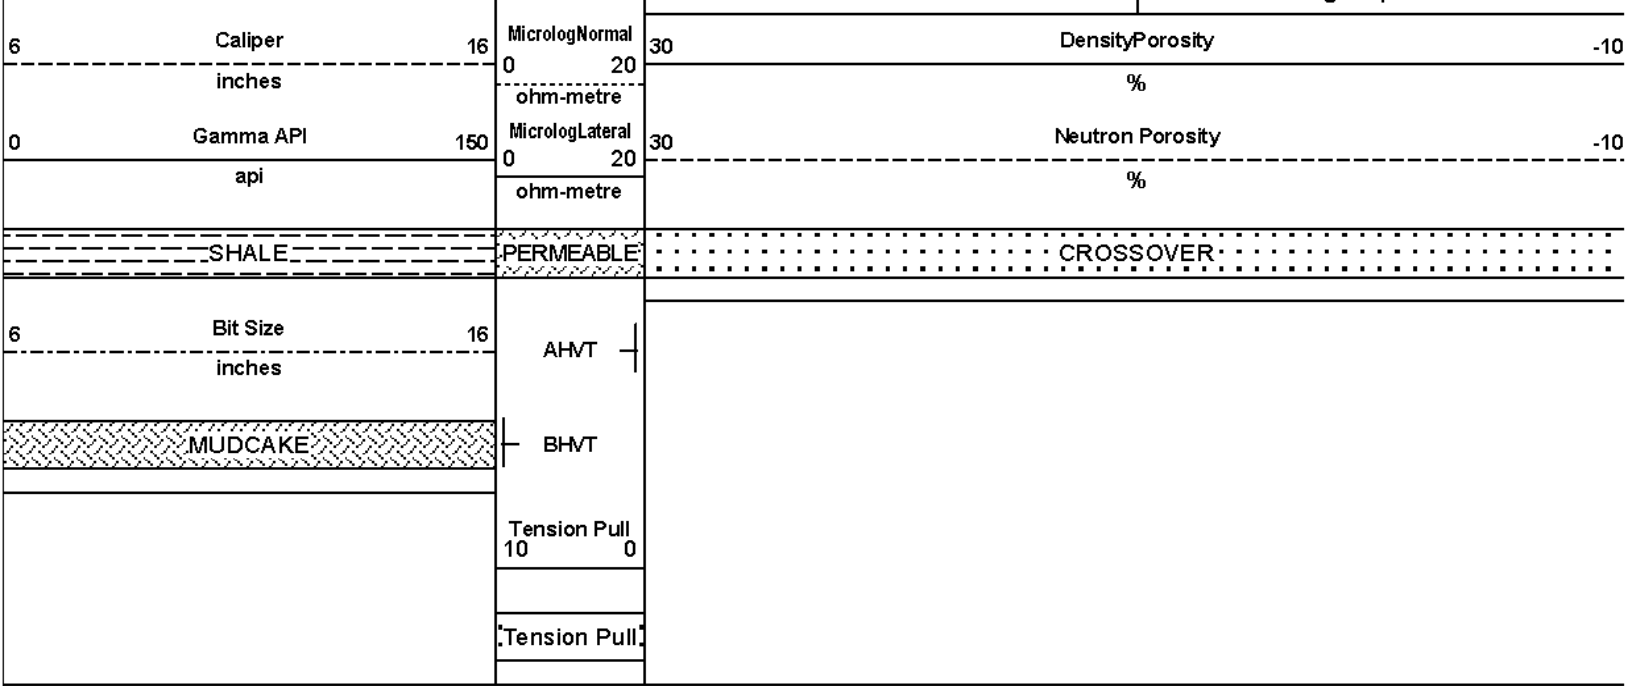 Caliper
6 16
inches
Gamma API
0 150
api
SHALE
Bit Size
6 16
inches
MUDCAKE
MicrologNormal
0 20
ohm-metre
MicrologLateral
0 20
ohm-metre
PERMEABLE
AHVT
BHVT
Tension Pull
10 0
Tension Pull
DensityPorosity
30 -10
%
Neutron Porosity
30 -10
%
CROSSOVER